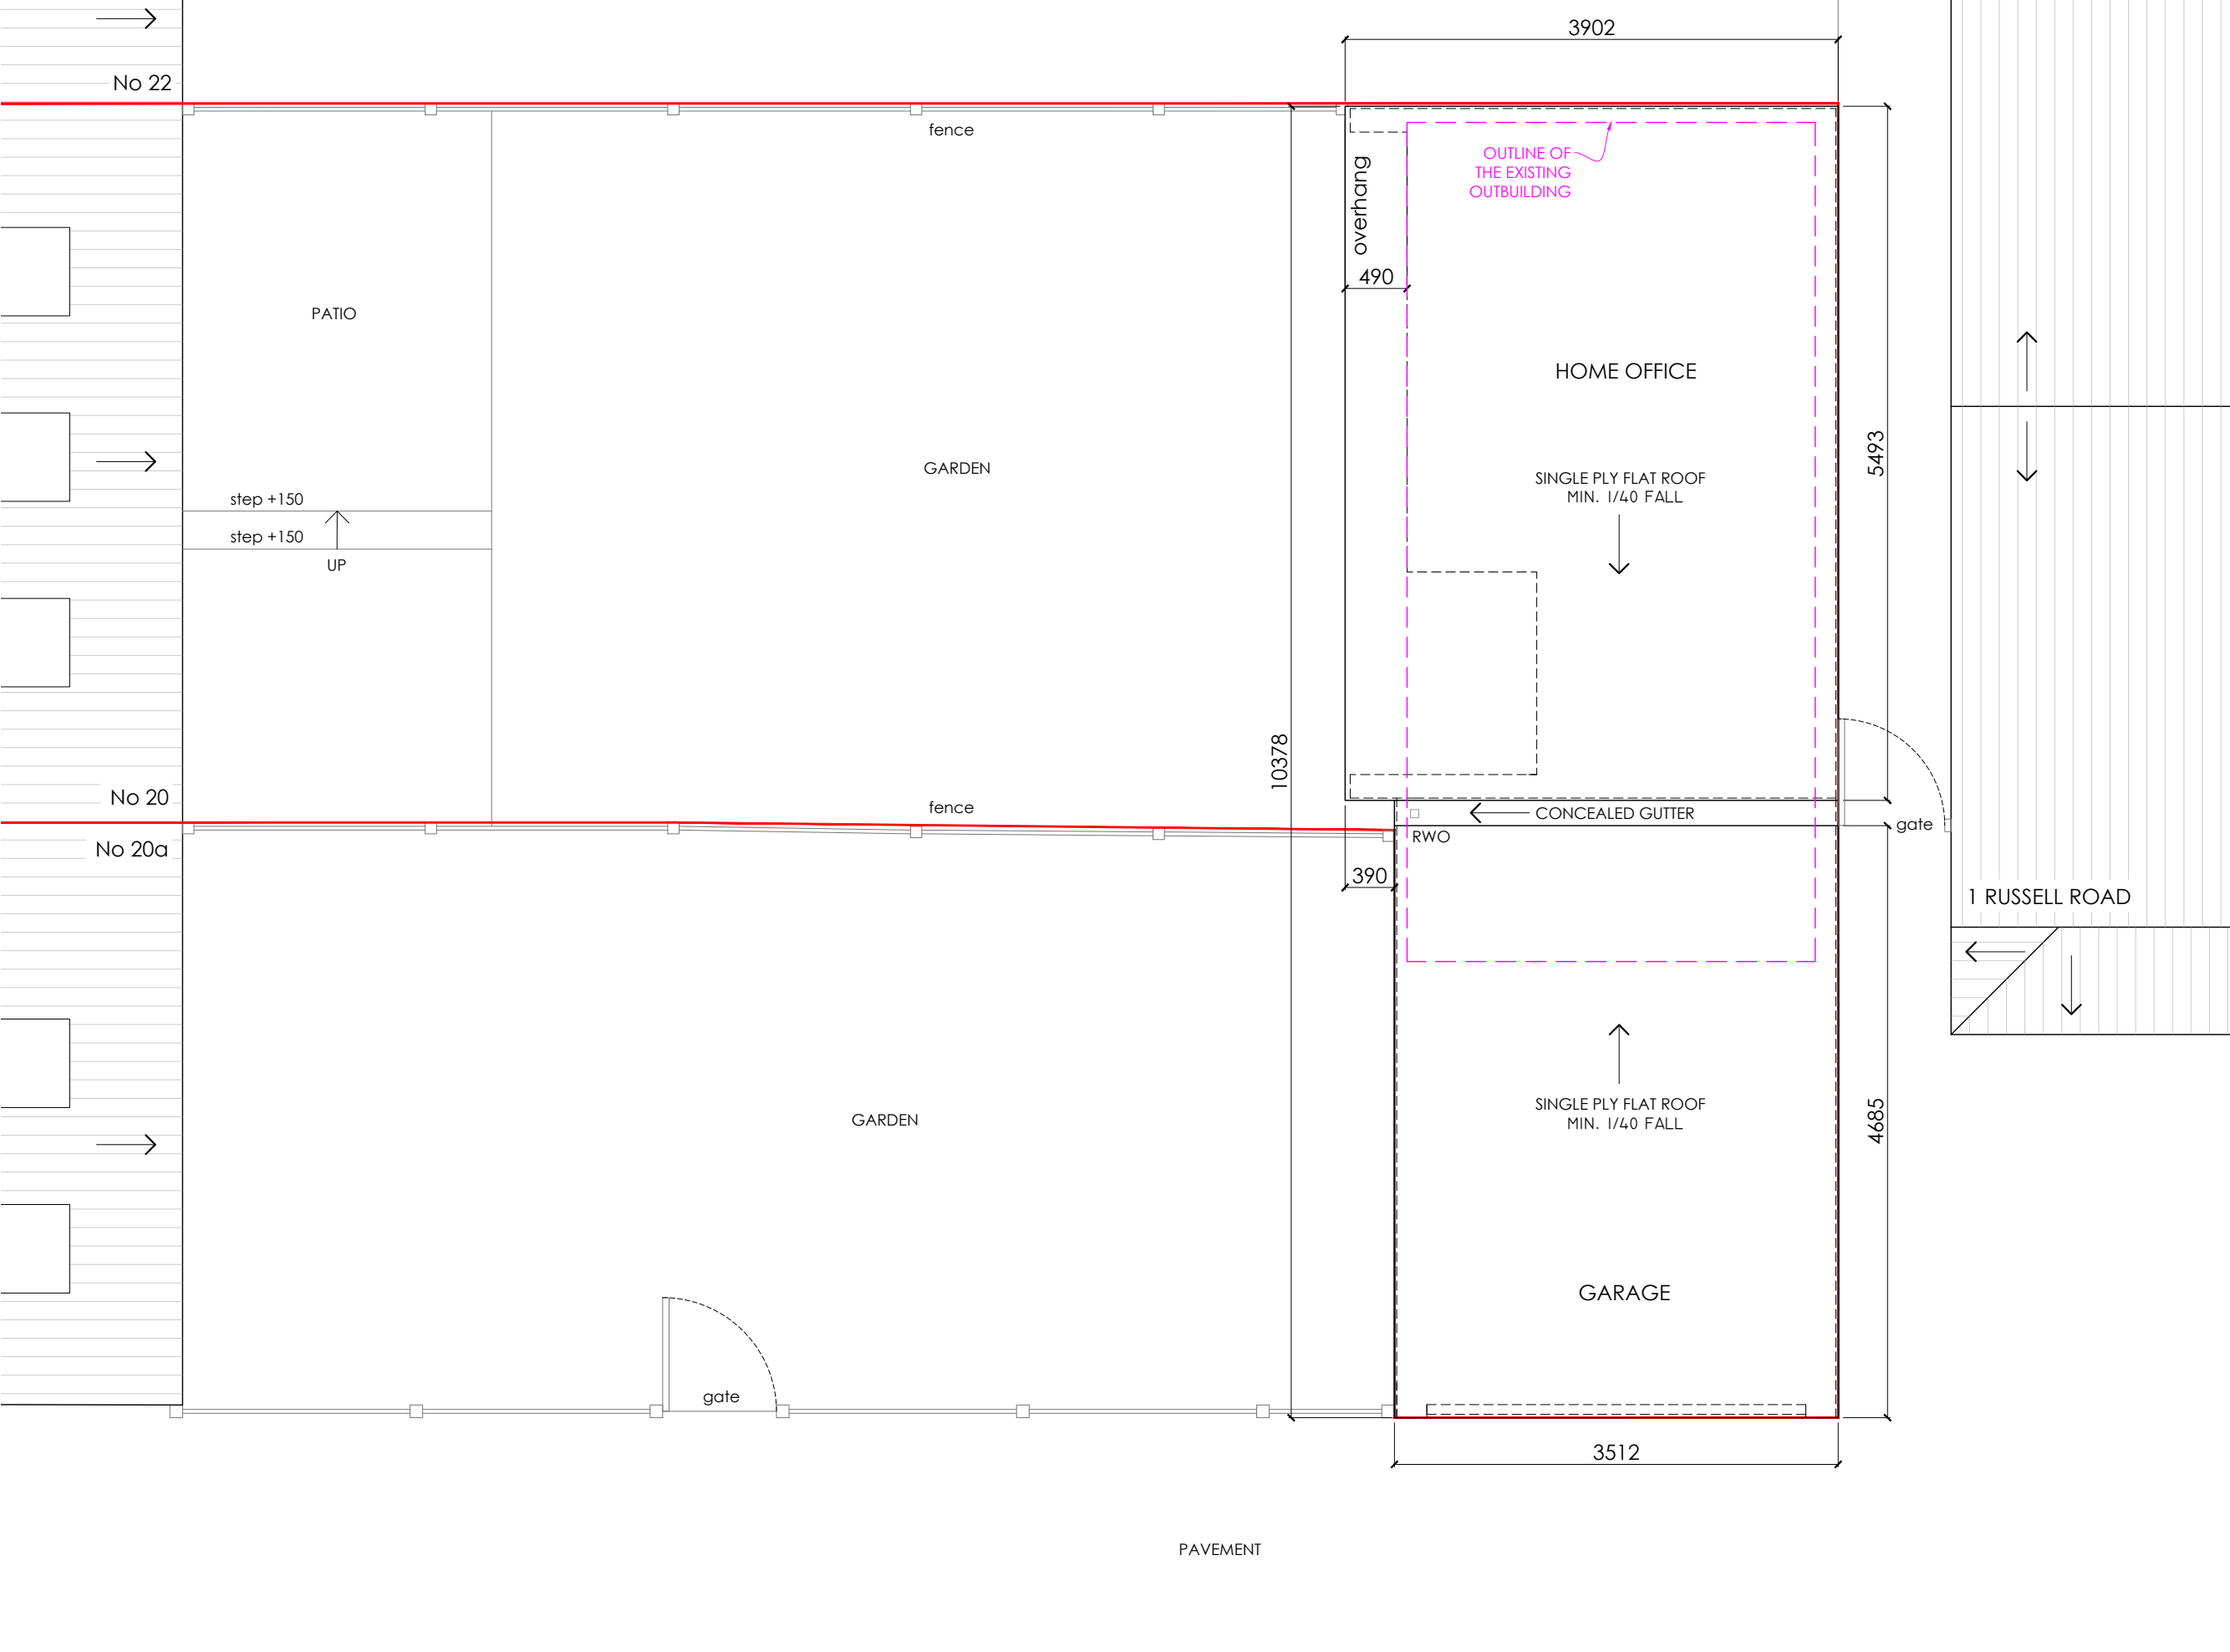 3902
No 22
fence
OUTLINE OF
THE EXISTING
OUTBUILDING
overhang
490
PATIO
HOME OFFICE
5493
GARDEN
SINGLE PLY FLAT ROOF
MIN. 1/40 FALL
step +150
step +150
UP
10378
No 20
fence
CONCEALED GUTTER
gate
RWO
No 20a
390
1 RUSSELL ROAD
GARDEN
SINGLE PLY FLAT ROOF
MIN. 1/40 FALL
4685
GARAGE
gate
3512
PAVEMENT